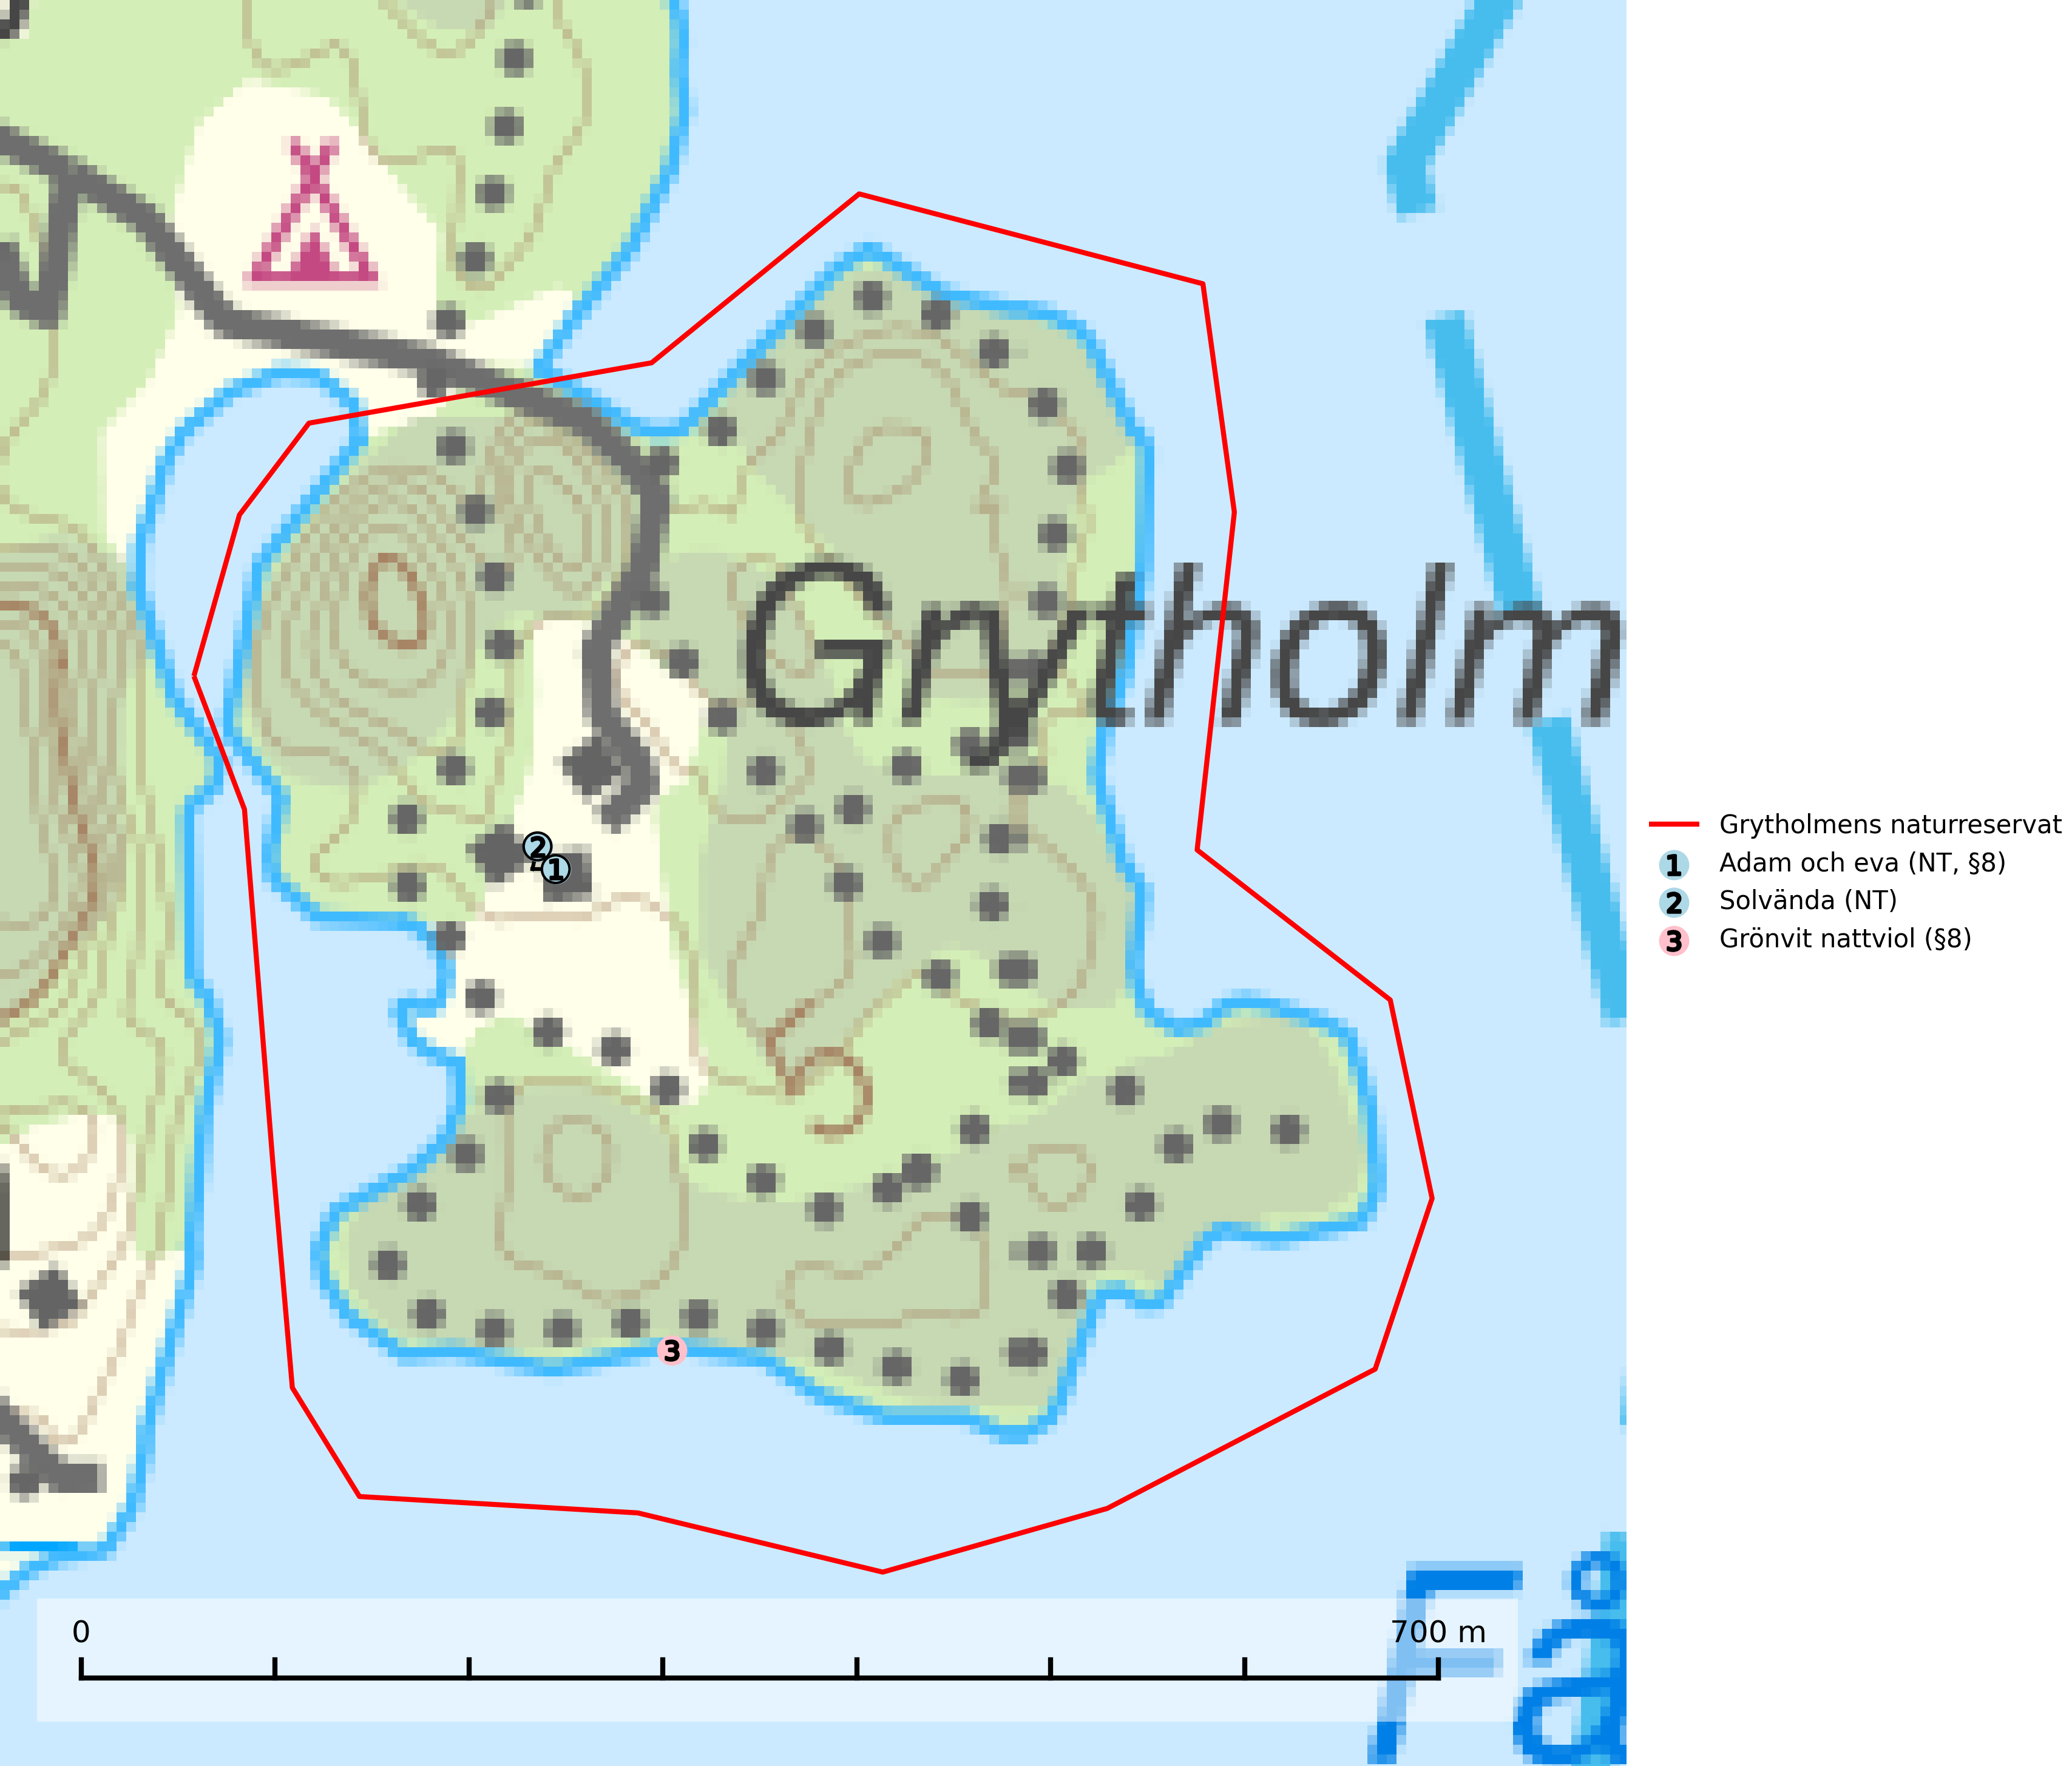 Grytholm
2
1
3
Grytholmens naturreservat
1 Adam och eva (NT, §8)
2 Solvända (NT)
3 Grönvit nattviol (§8)
0 700 m
Få